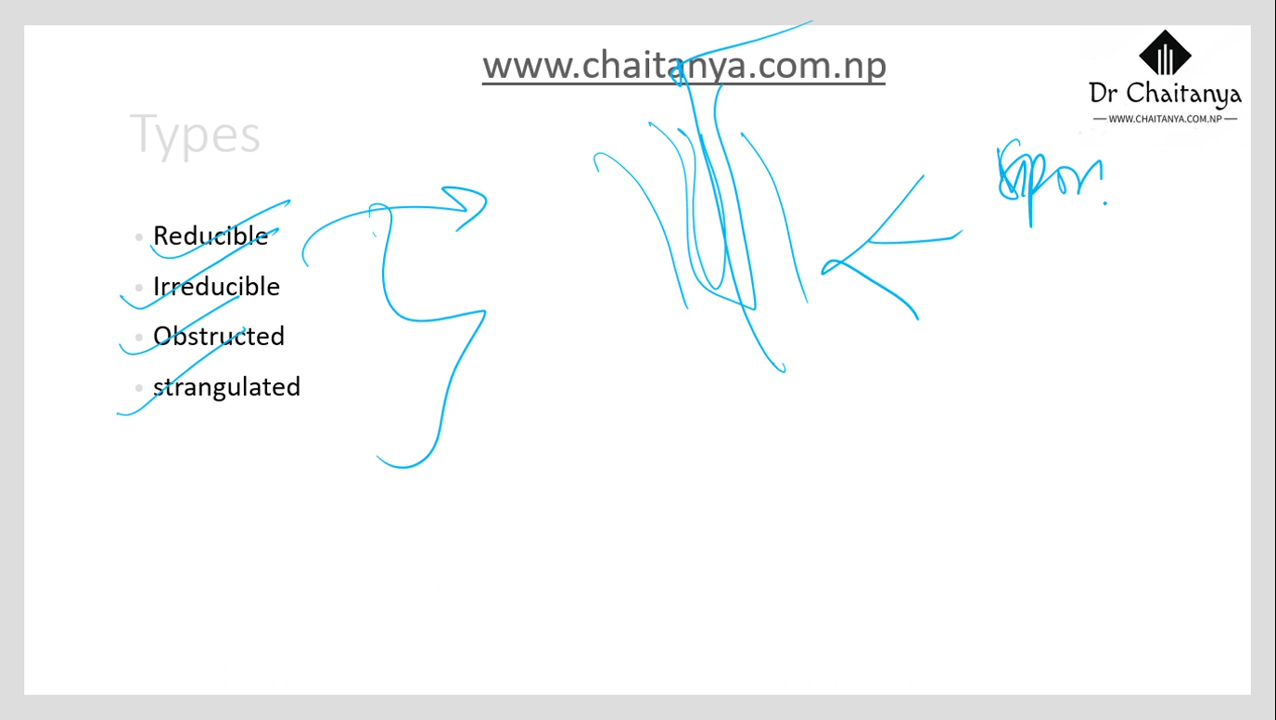 www.chaitanya.com.np
Dr Chaitanya
WWW.CHAITANYA.COM.NP
Types
Reducible
Irreducible
Obstructed
strangulated